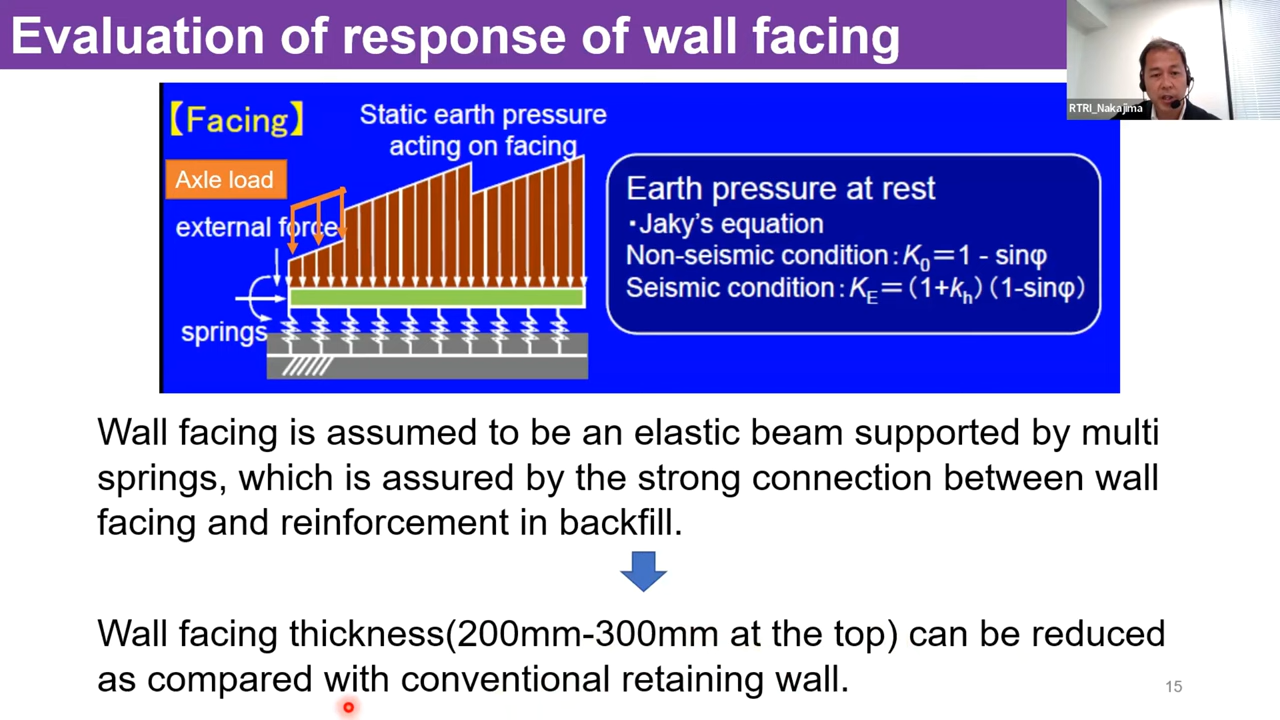 Evaluation of response of wall facing
RTRI_Nakajima
【Facing】
Static earth pressure
acting on facing
Axle load
external force
springs
Earth pressure at rest
・Jaky's equation
Non-seismic condition：K₀＝1 - sinφ
Seismic condition：K_E＝(1+k_h) (1-sinφ)
Wall facing is assumed to be an elastic beam supported by multi
springs, which is assured by the strong connection between wall
facing and reinforcement in backfill.
Wall facing thickness(200mm-300mm at the top) can be reduced
as compared with conventional retaining wall.
15